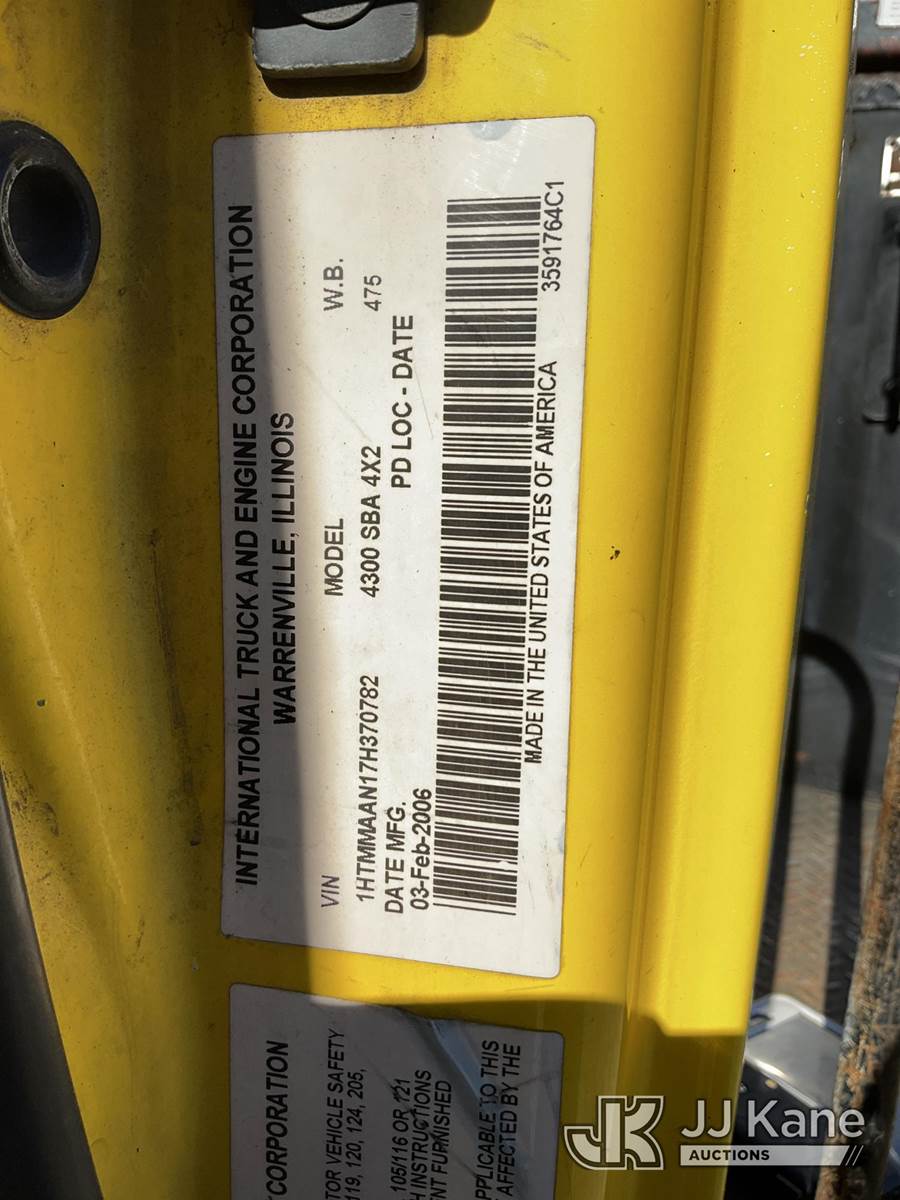 INTERNATIONAL TRUCK AND ENGINE CORPORATION
WARRENVILLE, ILLINOIS
VIN MODEL W.B.
1HTMMAAN17H370782 4300 SBA 4X2 475
DATE MFG. PD LOC - DATE
03-Feb-2006
MADE IN THE UNITED STATES OF AMERICA 3591764C1
CORPORATION
TOR VEHICLE SAFETY
119, 120, 124, 205,
105/116 OR 121
H INSTRUCTIONS
NT FURNISHED
APPLICABLE TO THIS
AFFECTED BY THE
JK JJ Kane
AUCTIONS